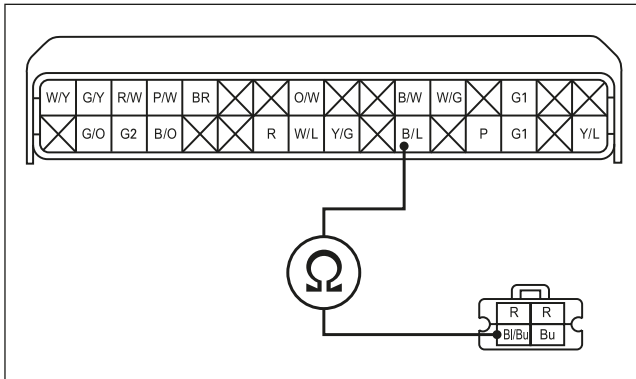 W/Y G/Y R/W P/W BR O/W B/W W/G G1
G/O G2 B/O R W/L Y/G B/L P G1 Y/L
Ω
R R
Bl/Bu Bu